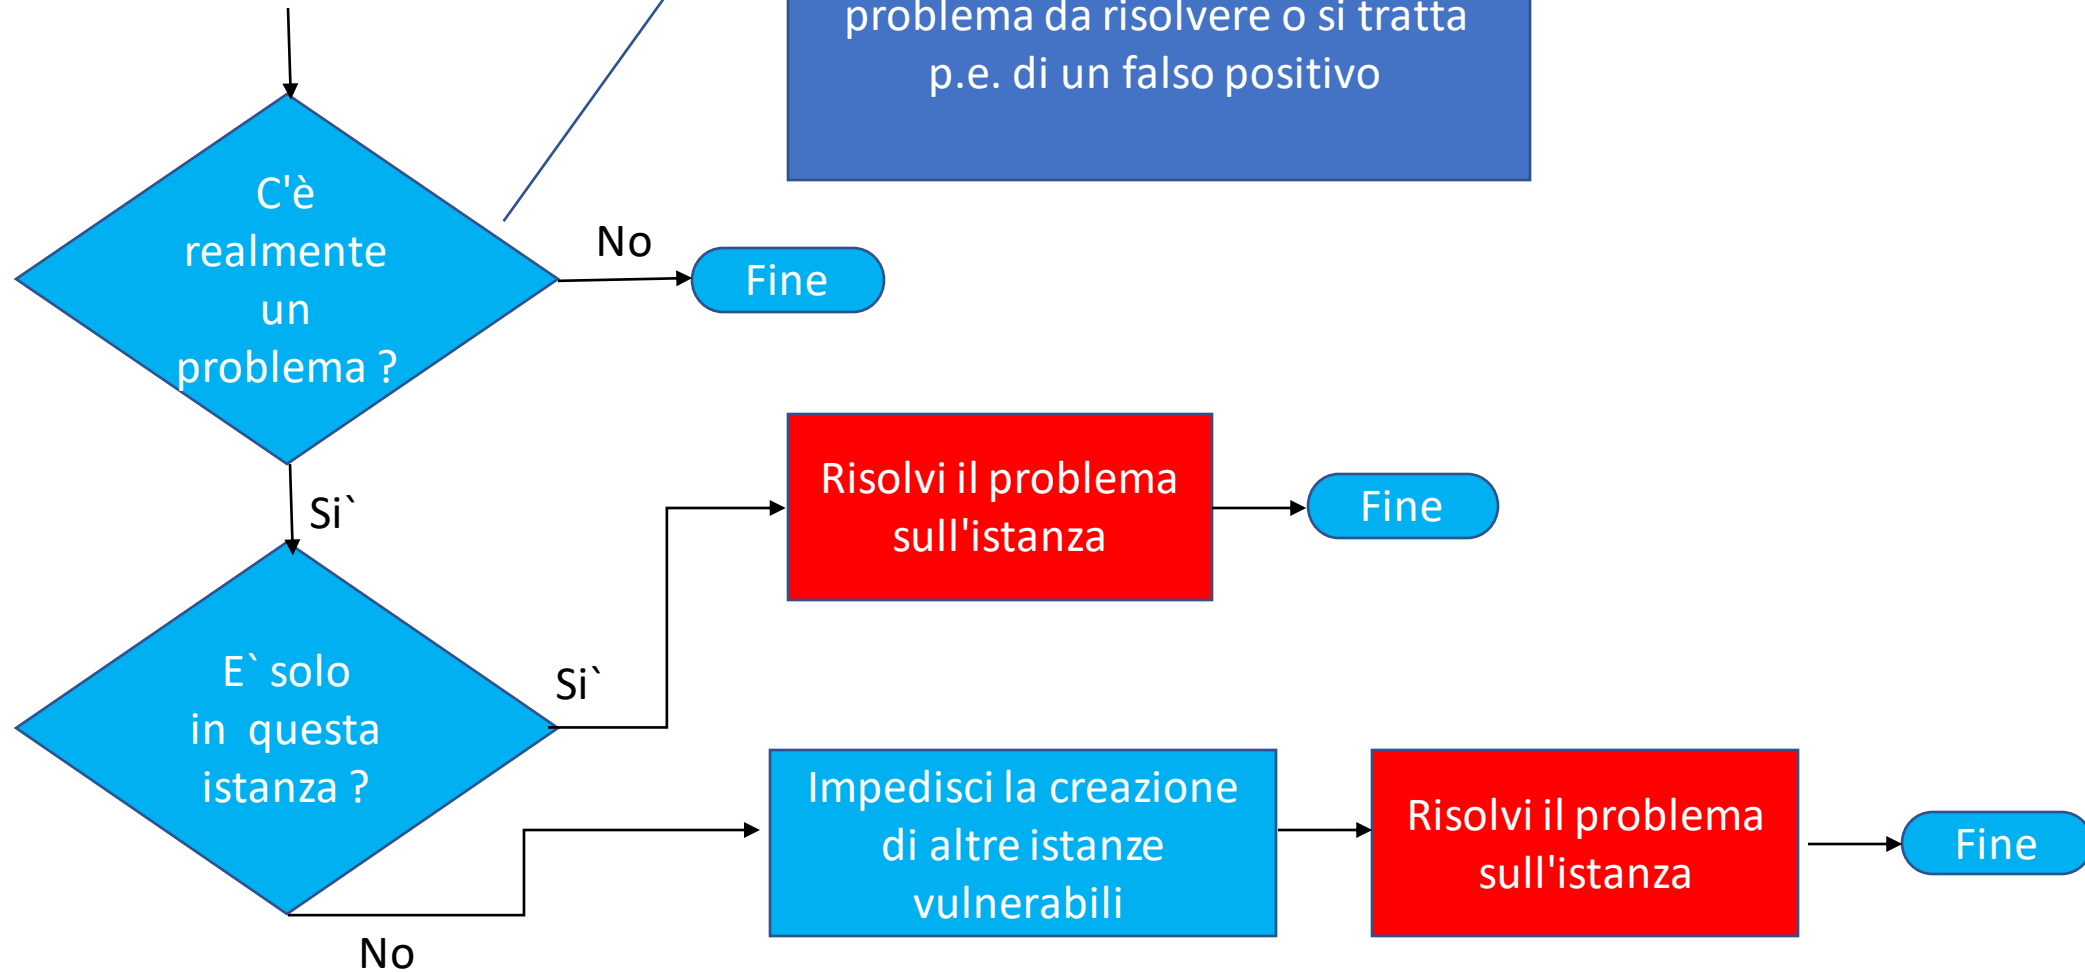 problema da risolvere o si tratta
p.e. di un falso positivo
C'è
realmente
un
problema ?
No
Fine
Si`
Risolvi il problema
sull'istanza
Fine
E` solo
in questa
istanza ?
Si`
No
Impedisci la creazione
di altre istanze
vulnerabili
Risolvi il problema
sull'istanza
Fine